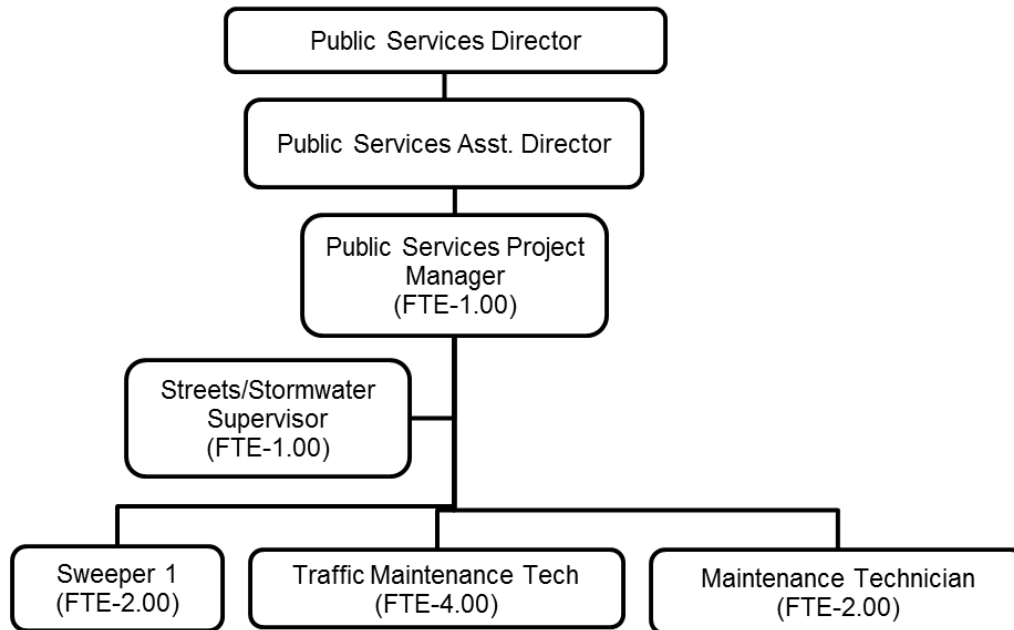 Public Services Director
Public Services Asst. Director
Public Services Project
Manager
(FTE-1.00)
Streets/Stormwater
Supervisor
(FTE-1.00)
Sweeper 1
(FTE-2.00)
Traffic Maintenance Tech
(FTE-4.00)
Maintenance Technician
(FTE-2.00)